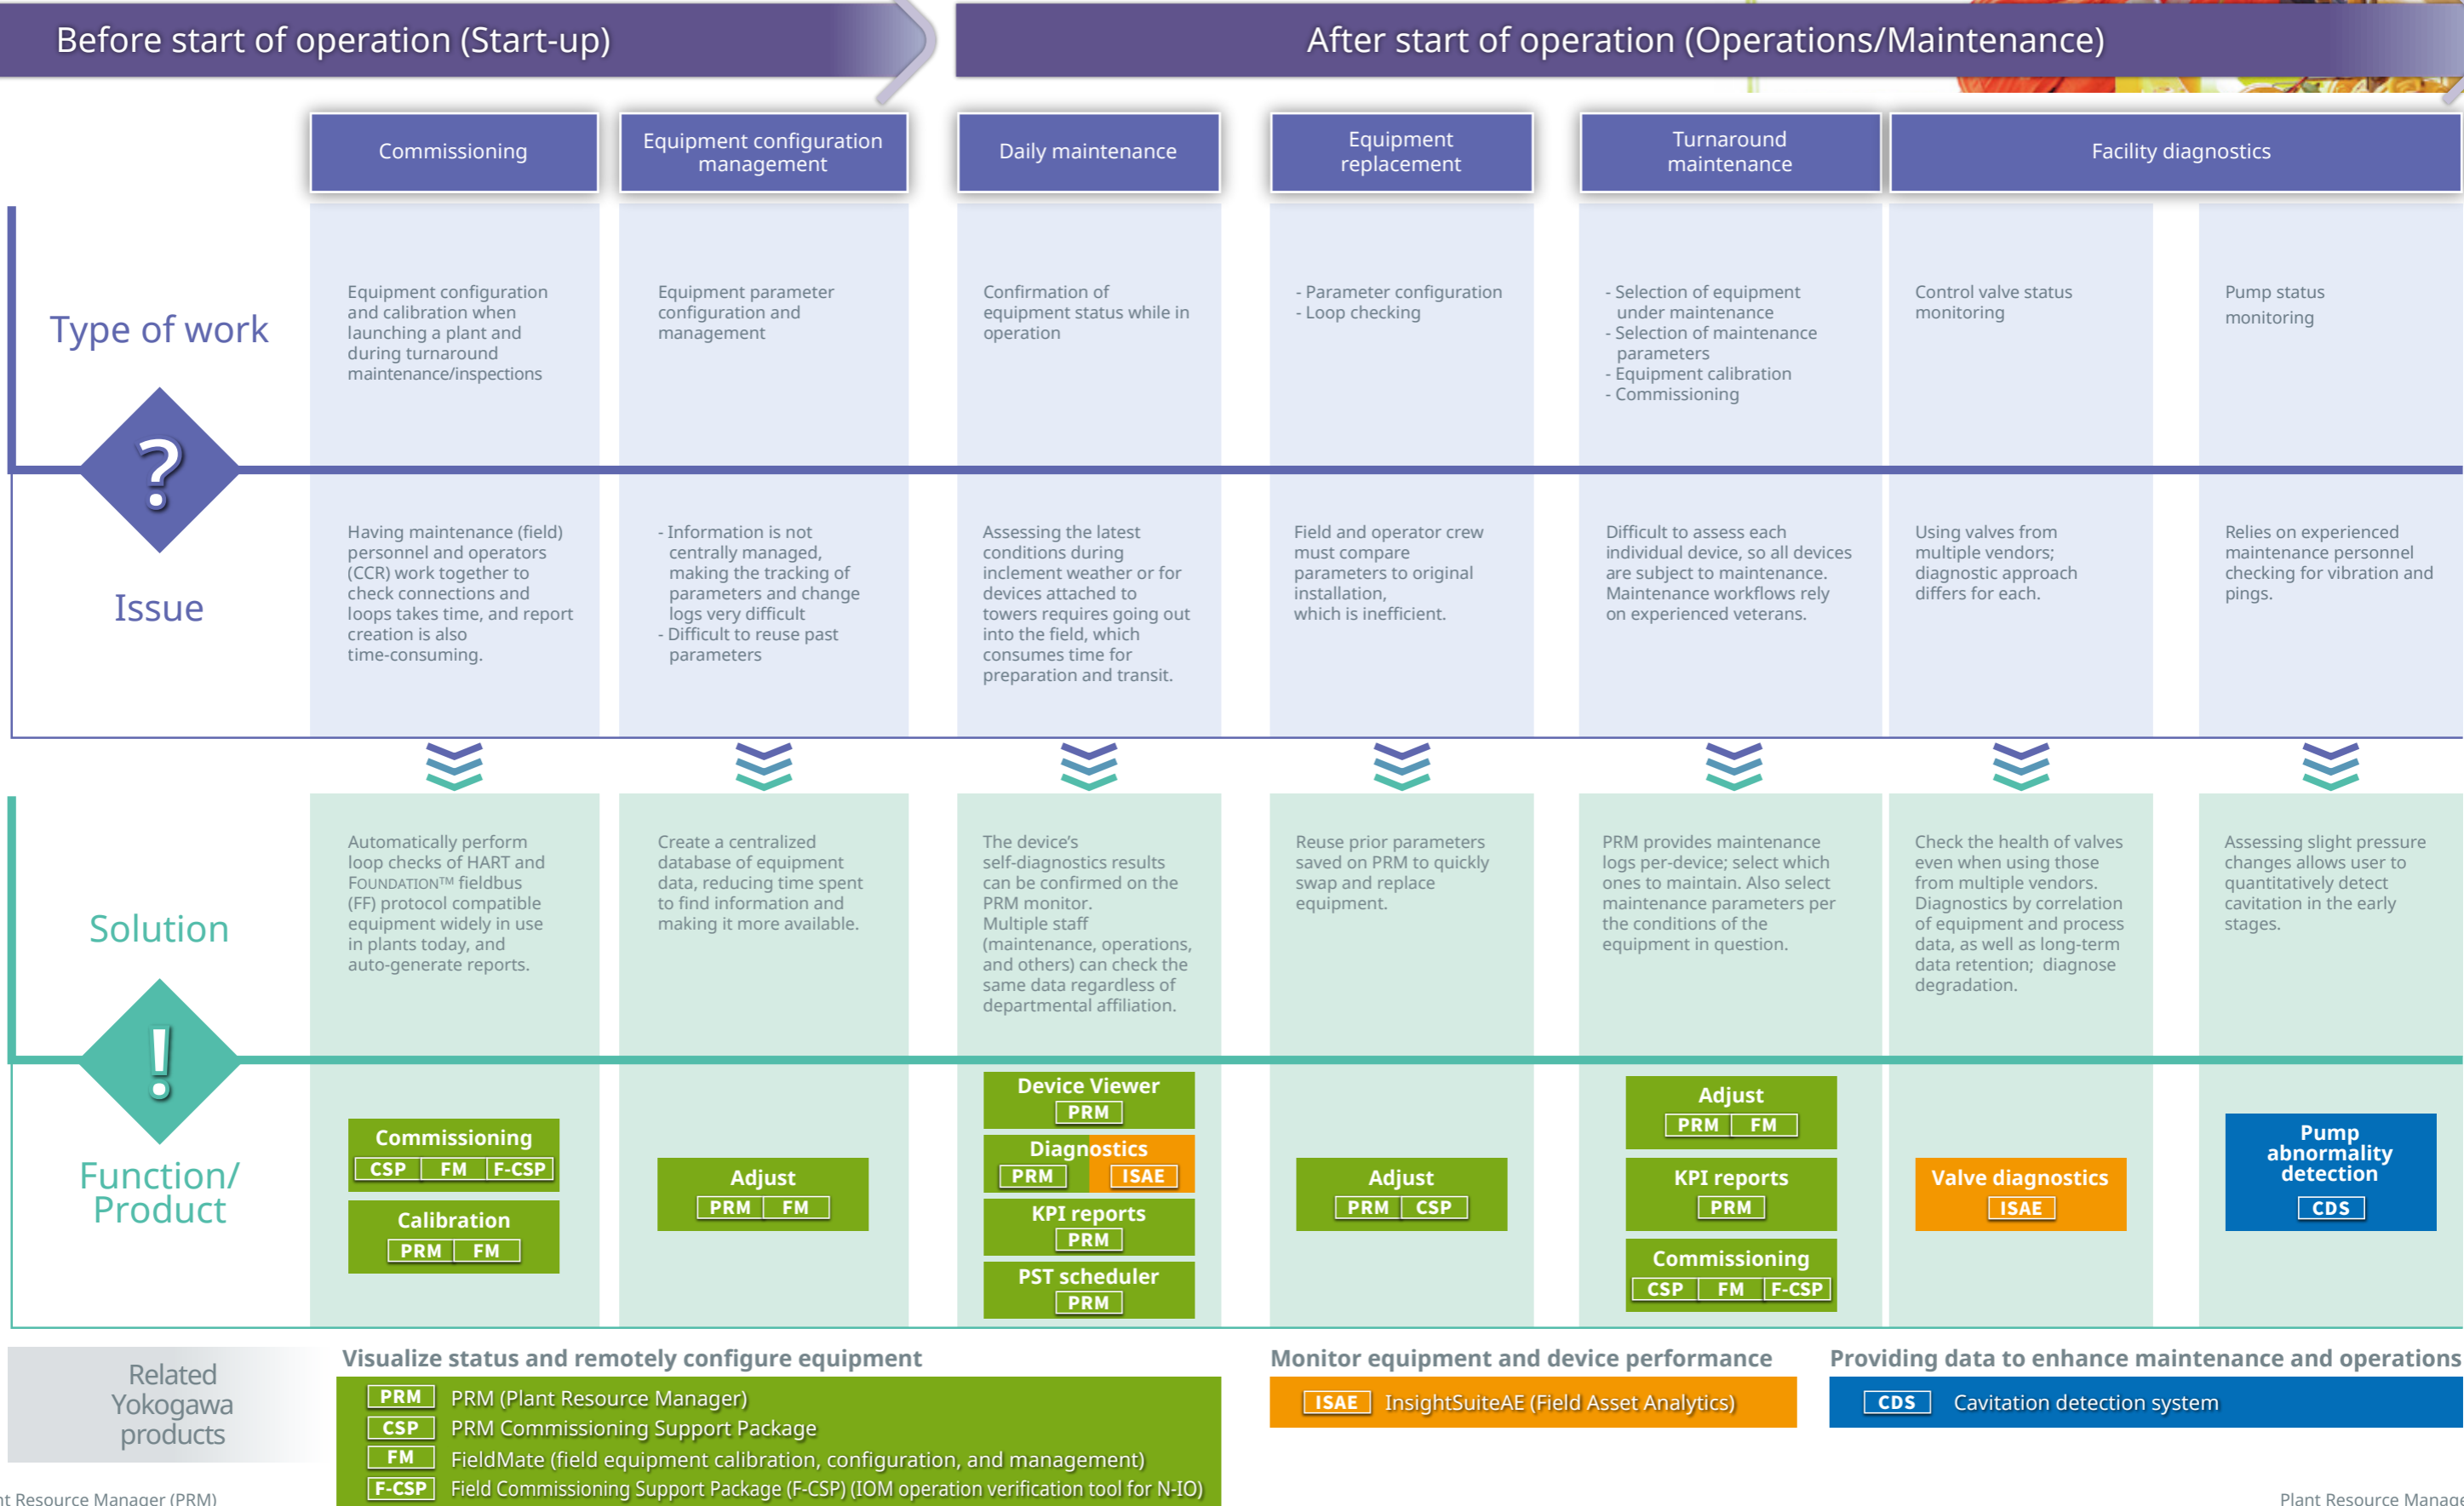 Before start of operation (Start-up)
After start of operation (Operations/Maintenance)
Commissioning
Equipment configuration
management
Daily maintenance
Equipment
replacement
Turnaround
maintenance
Facility diagnostics
Type of work
Equipment configuration
and calibration when
launching a plant and
during turnaround
maintenance/inspections
Equipment parameter
configuration and
management
Confirmation of
equipment status while in
operation
- Parameter configuration
- Loop checking
- Selection of equipment
under maintenance
- Selection of maintenance
parameters
- Equipment calibration
- Commissioning
Control valve status
monitoring
Pump status
monitoring
?
Issue
Having maintenance (field)
personnel and operators
(CCR) work together to
check connections and
loops takes time, and report
creation is also
time-consuming.
- Information is not
centrally managed,
making the tracking of
parameters and change
logs very difficult
- Difficult to reuse past
parameters
Assessing the latest
conditions during
inclement weather or for
devices attached to
towers requires going out
into the field, which
consumes time for
preparation and transit.
Field and operator crew
must compare
parameters to original
installation,
which is inefficient.
Difficult to assess each
individual device, so all devices
are subject to maintenance.
Maintenance workflows rely
on experienced veterans.
Using valves from
multiple vendors;
diagnostic approach
differs for each.
Relies on experienced
maintenance personnel
checking for vibration and
pings.
Solution
Automatically perform
loop checks of HART and
FOUNDATION™ fieldbus
(FF) protocol compatible
equipment widely in use
in plants today, and
auto-generate reports.
Create a centralized
database of equipment
data, reducing time spent
to find information and
making it more available.
The device's
self-diagnostics results
can be confirmed on the
PRM monitor.
Multiple staff
(maintenance, operations,
and others) can check the
same data regardless of
departmental affiliation.
Reuse prior parameters
saved on PRM to quickly
swap and replace
equipment.
PRM provides maintenance
logs per-device; select which
ones to maintain. Also select
maintenance parameters per
the conditions of the
equipment in question.
Check the health of valves
even when using those
from multiple vendors.
Diagnostics by correlation
of equipment and process
data, as well as long-term
data retention; diagnose
degradation.
Assessing slight pressure
changes allows user to
quantitatively detect
cavitation in the early
stages.
!
Function/
Product
Commissioning
CSP FM F-CSP
Calibration
PRM FM
Adjust
PRM FM
Device Viewer
PRM
Diagnostics
PRM ISAE
KPI reports
PRM
PST scheduler
PRM
Adjust
PRM CSP
Adjust
PRM FM
KPI reports
PRM
Commissioning
CSP FM F-CSP
Valve diagnostics
ISAE
Pump
abnormality
detection
CDS
Related
Yokogawa
products
Visualize status and remotely configure equipment
PRM PRM (Plant Resource Manager)
CSP PRM Commissioning Support Package
FM FieldMate (field equipment calibration, configuration, and management)
F-CSP Field Commissioning Support Package (F-CSP) (IOM operation verification tool for N-IO)
Monitor equipment and device performance
ISAE InsightSuiteAE (Field Asset Analytics)
Providing data to enhance maintenance and operations
CDS Cavitation detection system
nt Resource Manager (PRM)
Plant Resource Manag